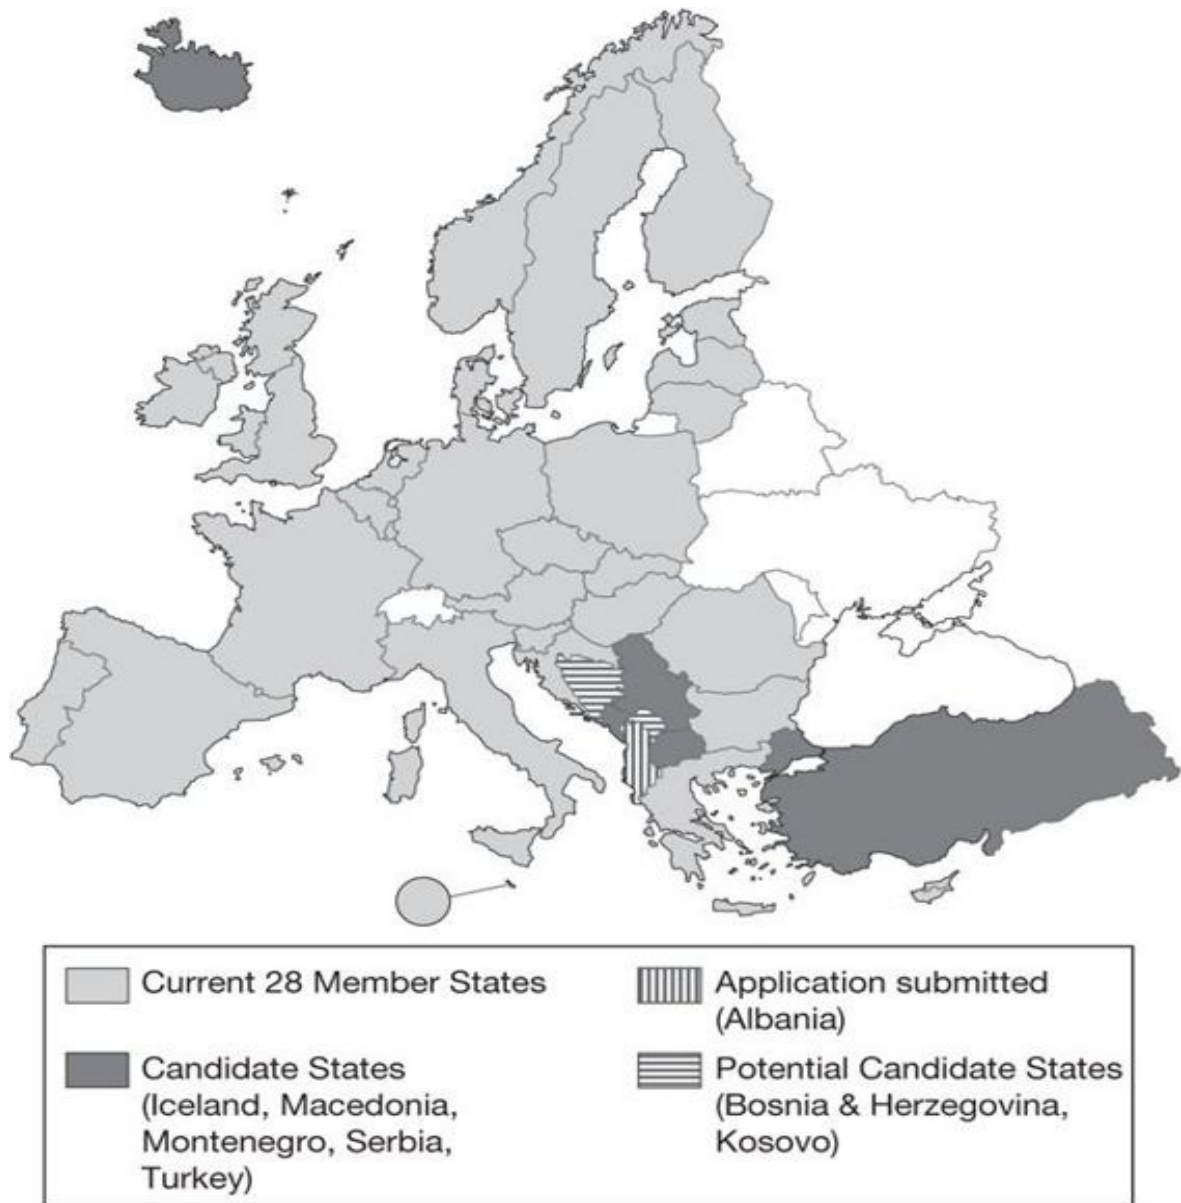 Current 28 Member States
Candidate States
(Iceland, Macedonia,
Montenegro, Serbia,
Turkey)
Application submitted
(Albania)
Potential Candidate States
(Bosnia & Herzegovina,
Kosovo)